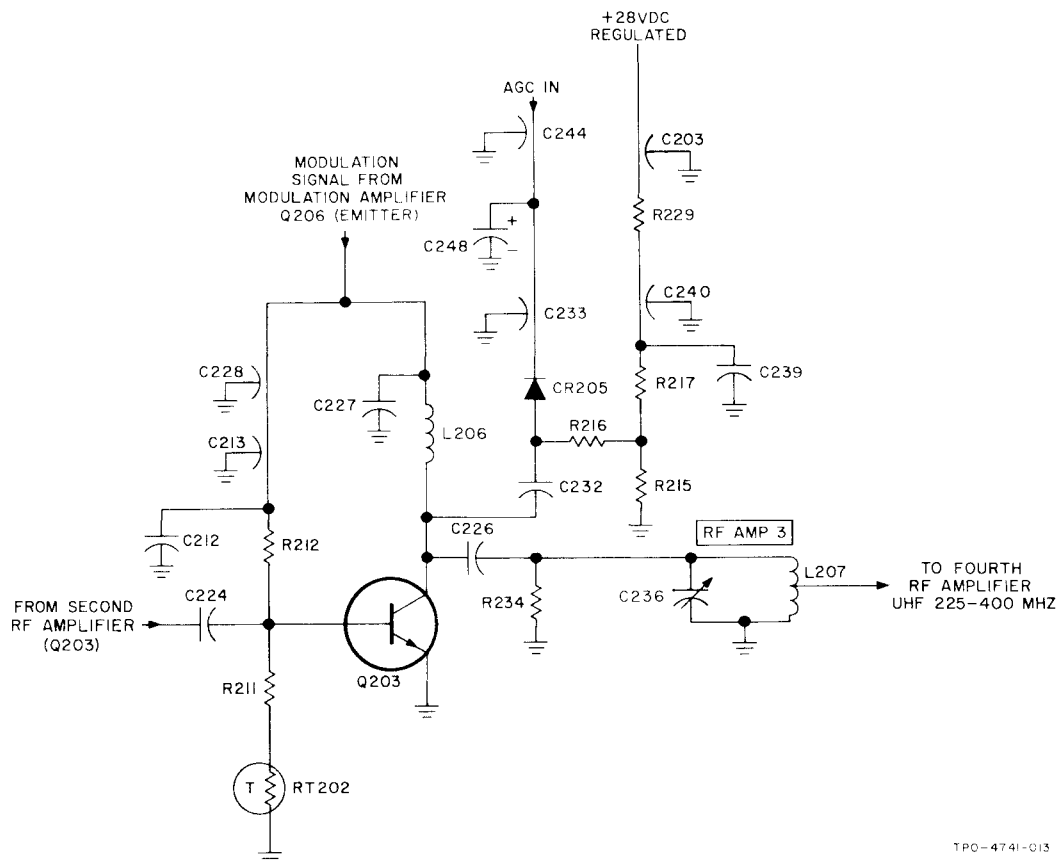 +28VDC
REGULATED
AGC IN
C244
C203
MODULATION
SIGNAL FROM
MODULATION AMPLIFIER
Q206 (EMITTER)
R229
+
C248
−
C240
C233
C228
CR205
R217
C239
C227
L206
R216
C213
C232
R215
C226
RF AMP 3
C212
R212
L207
TO FOURTH
RF AMPLIFIER
UHF 225-400 MHZ
C224
R234
C236
FROM SECOND
RF AMPLIFIER
(Q203)
R211
Q203
T
RT202
TPO-4741-013